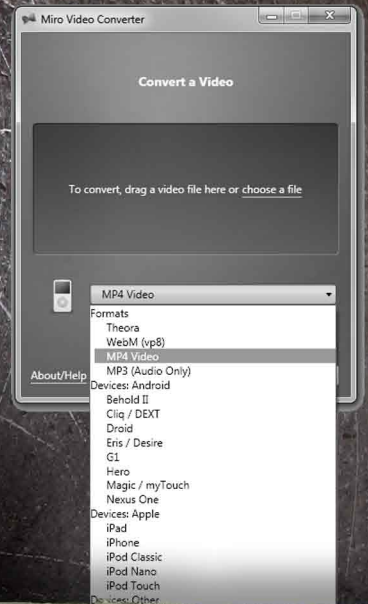 Miro Video Converter
Convert a Video
To convert, drag a video file here or choose a file
MP4 Video
Formats
Theora
WebM (vp8)
MP4 Video
MP3 (Audio Only)
About/Help
Devices: Android
Behold II
Cliq / DEXT
Droid
Eris / Desire
G1
Hero
Magic / myTouch
Nexus One
Devices: Apple
iPad
iPhone
iPod Classic
iPod Nano
iPod Touch
Devices: Other